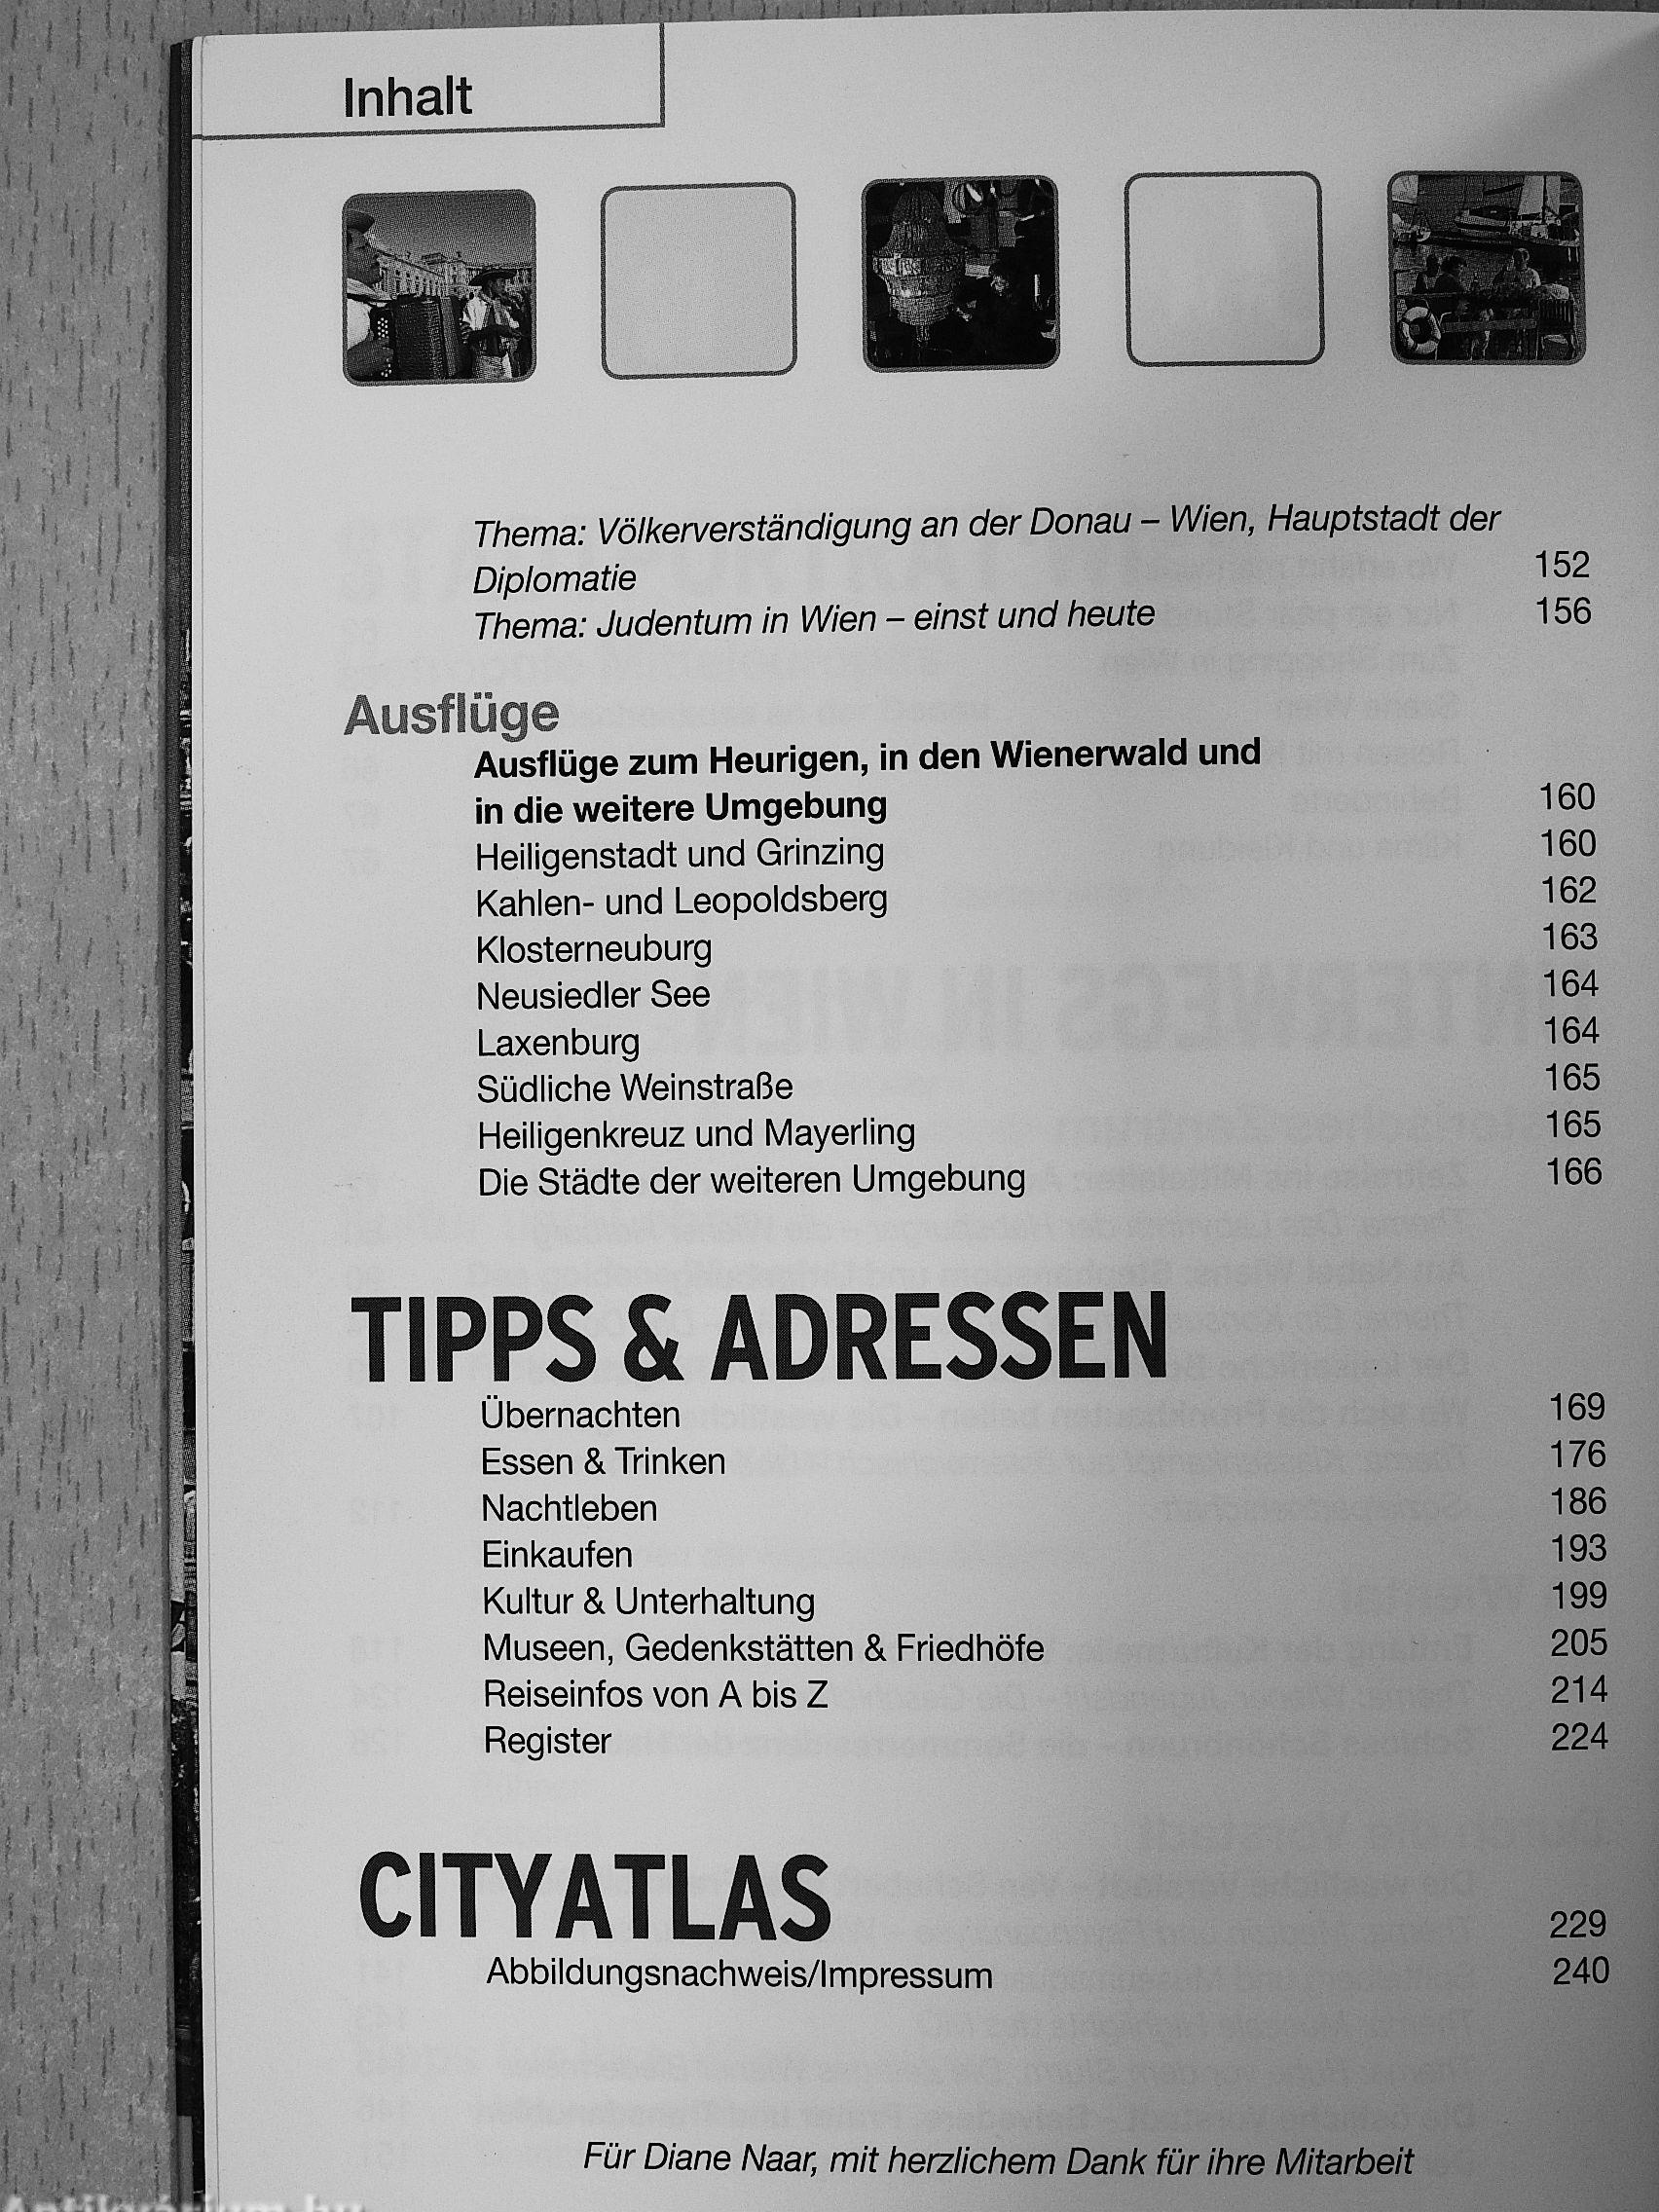 Inhalt
Thema: Völkerverständigung an der Donau – Wien, Hauptstadt der
Diplomatie 152
Thema: Judentum in Wien – einst und heute 156
Ausflüge
Ausflüge zum Heurigen, in den Wienerwald und
in die weitere Umgebung 160
Heiligenstadt und Grinzing 160
Kahlen- und Leopoldsberg 162
Klosterneuburg 163
Neusiedler See 164
Laxenburg 164
Südliche Weinstraße 165
Heiligenkreuz und Mayerling 165
Die Städte der weiteren Umgebung 166
TIPPS & ADRESSEN
Übernachten 169
Essen & Trinken 176
Nachtleben 186
Einkaufen 193
Kultur & Unterhaltung 199
Museen, Gedenkstätten & Friedhöfe 205
Reiseinfos von A bis Z 214
Register 224
CITYATLAS 229
Abbildungsnachweis/Impressum 240
Für Diane Naar, mit herzlichem Dank für ihre Mitarbeit